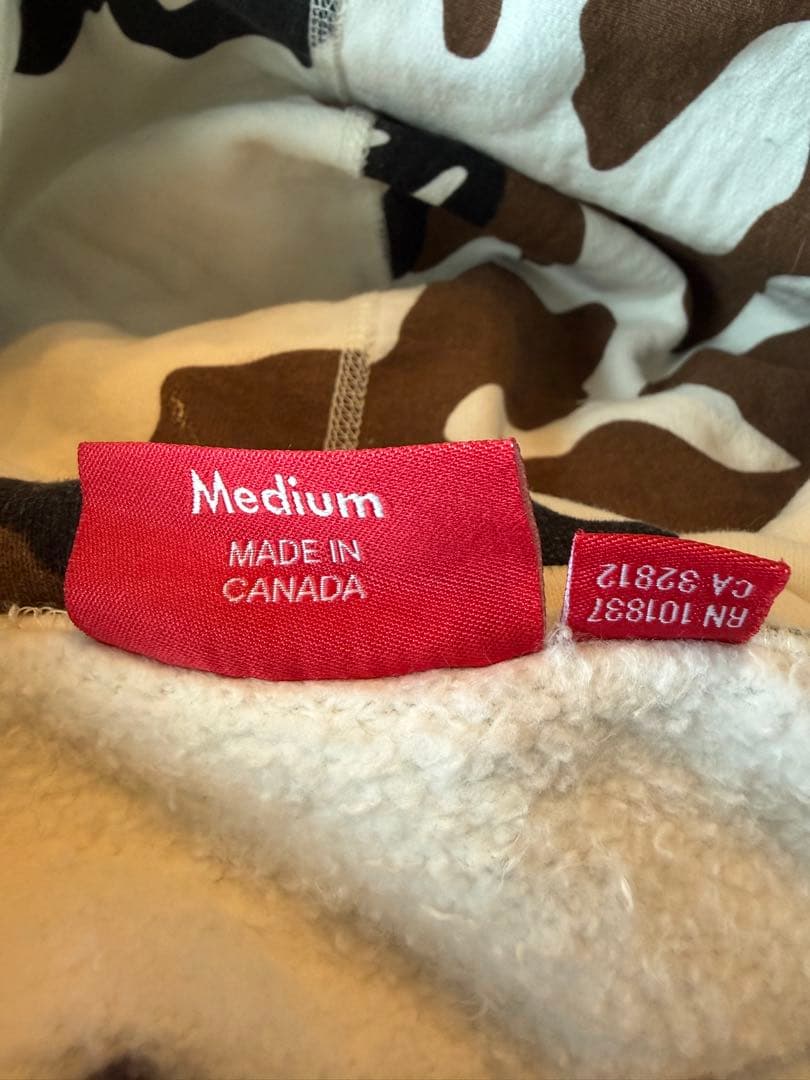 Medium
MADE IN
CANADA
RN 101837
CA 32812